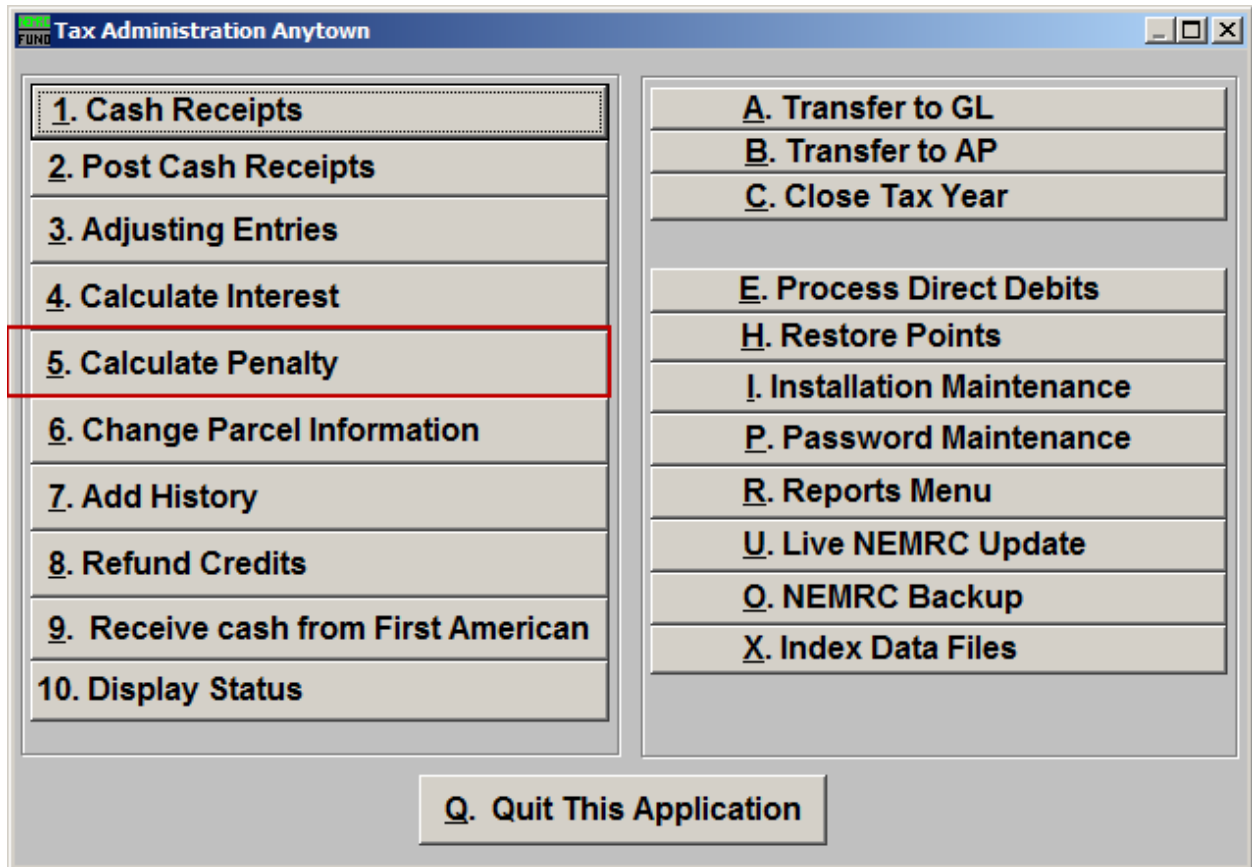 NEMRC
FUND
Tax Administration Anytown
1. Cash Receipts
2. Post Cash Receipts
3. Adjusting Entries
4. Calculate Interest
5. Calculate Penalty
6. Change Parcel Information
7. Add History
8. Refund Credits
9. Receive cash from First American
10. Display Status
A. Transfer to GL
B. Transfer to AP
C. Close Tax Year
E. Process Direct Debits
H. Restore Points
I. Installation Maintenance
P. Password Maintenance
R. Reports Menu
U. Live NEMRC Update
O. NEMRC Backup
X. Index Data Files
Q. Quit This Application